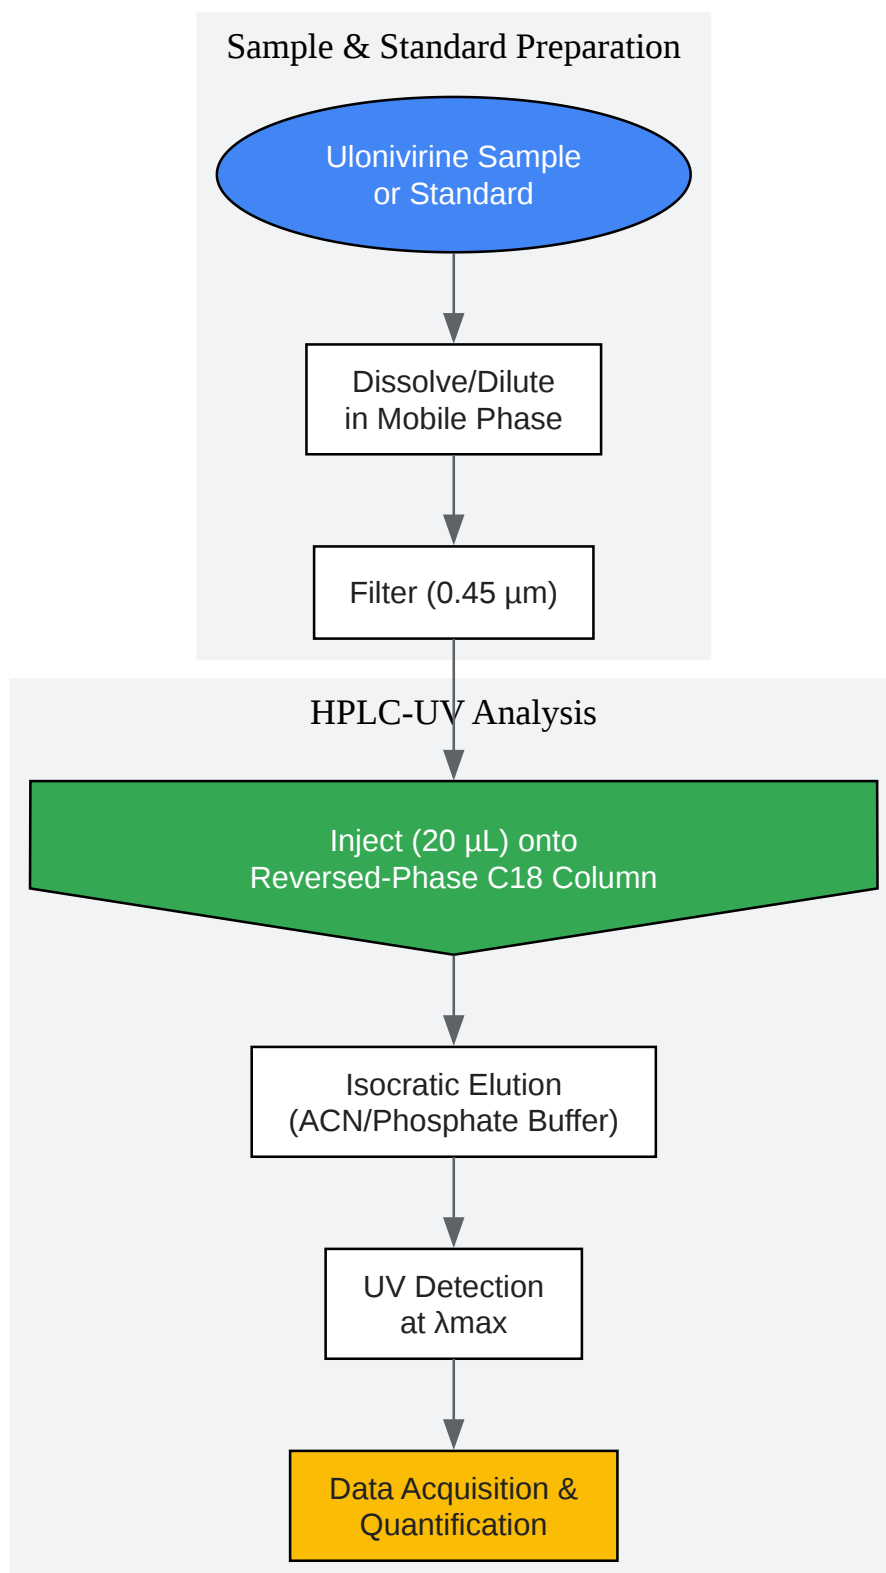 Sample & Standard Preparation
Ulonivirine Sample
or Standard
Dissolve/Dilute
in Mobile Phase
Filter (0.45 µm)
HPLC-UV Analysis
Inject (20 µL) onto
Reversed-Phase C18 Column
Isocratic Elution
(ACN/Phosphate Buffer)
UV Detection
at λmax
Data Acquisition &
Quantification